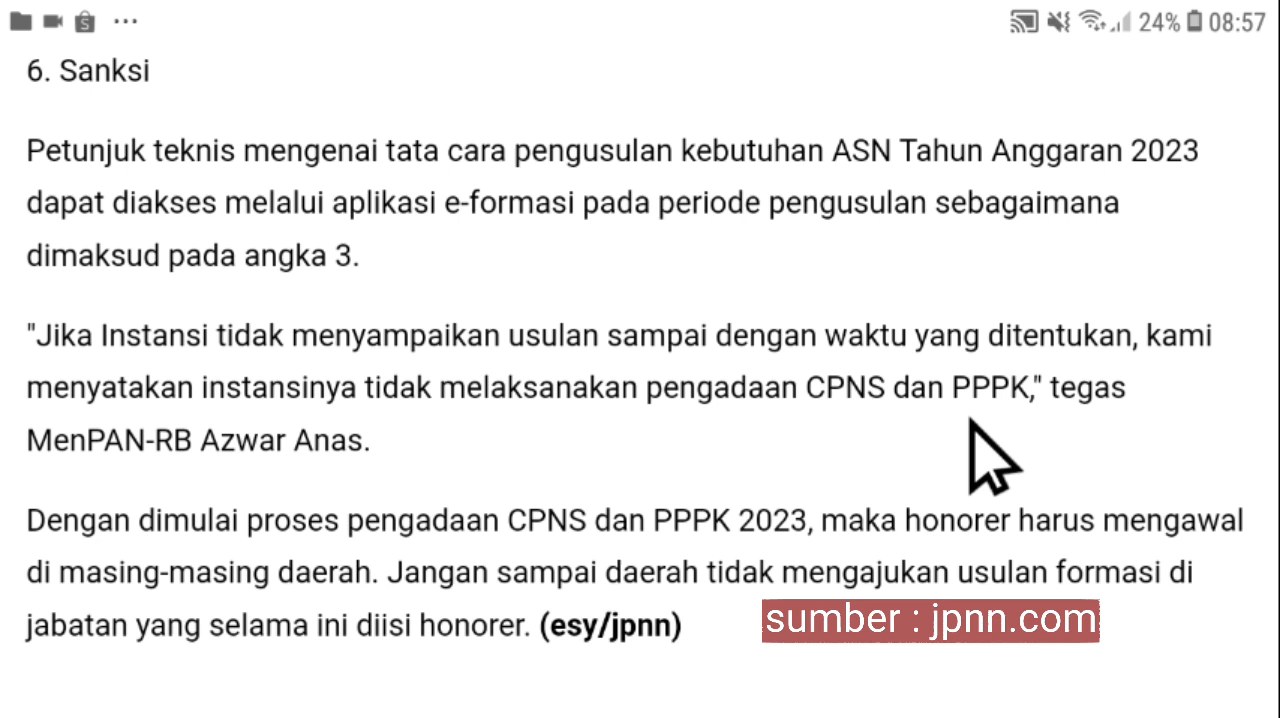 24% 08:57
6. Sanksi
Petunjuk teknis mengenai tata cara pengusulan kebutuhan ASN Tahun Anggaran 2023
dapat diakses melalui aplikasi e-formasi pada periode pengusulan sebagaimana
dimaksud pada angka 3.
"Jika Instansi tidak menyampaikan usulan sampai dengan waktu yang ditentukan, kami
menyatakan instansinya tidak melaksanakan pengadaan CPNS dan PPPK," tegas
MenPAN-RB Azwar Anas.
Dengan dimulai proses pengadaan CPNS dan PPPK 2023, maka honorer harus mengawal
di masing-masing daerah. Jangan sampai daerah tidak mengajukan usulan formasi di
jabatan yang selama ini diisi honorer. (esy/jpnn)
sumber : jpnn.com